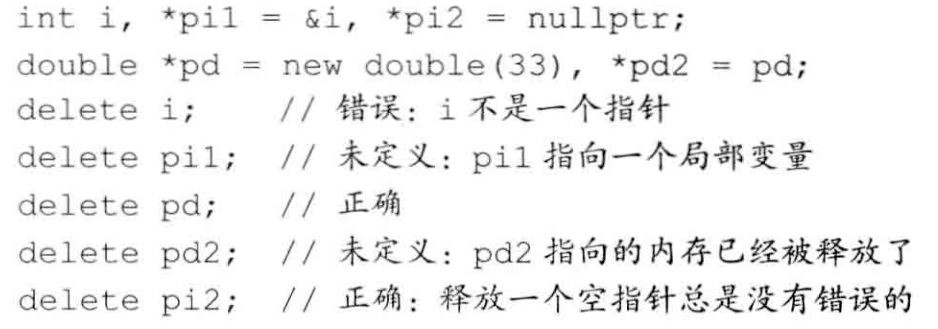 int i, *pi1 = &i, *pi2 = nullptr;
double *pd = new double(33), *pd2 = pd;
delete i; // 错误：i 不是一个指针
delete pi1; // 未定义：pi1 指向一个局部变量
delete pd; // 正确
delete pd2; // 未定义：pd2 指向的内存已经被释放了
delete pi2; // 正确：释放一个空指针总是没有错误的